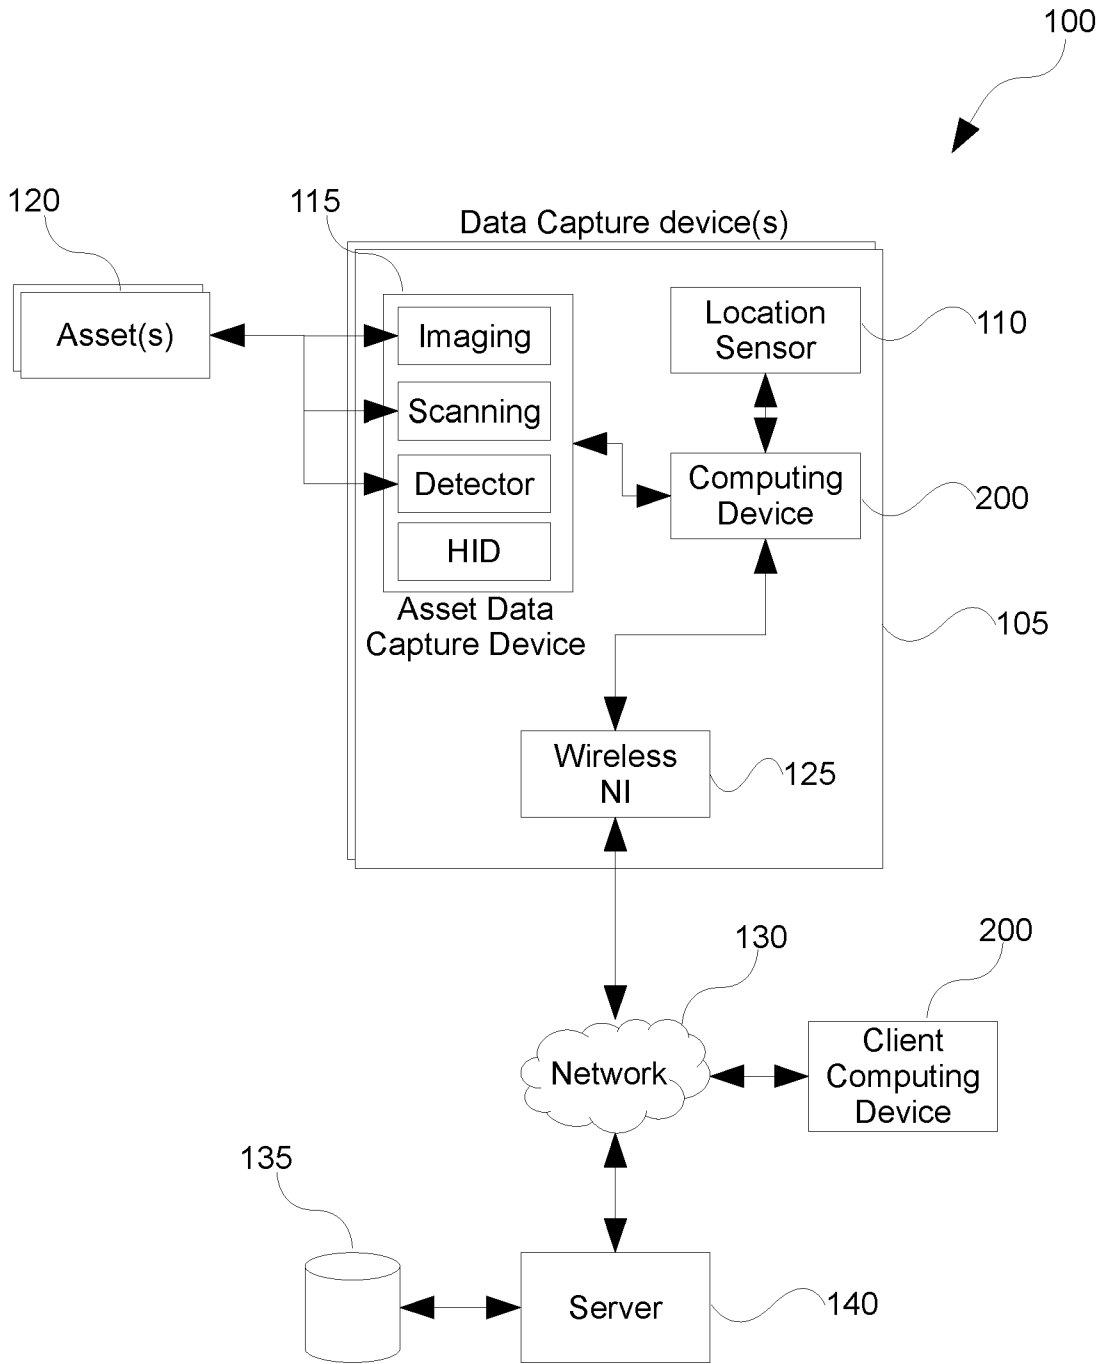 100
120
115
Data Capture device(s)
Asset(s)
Imaging
Scanning
Detector
HID
Asset Data
Capture Device
Location
Sensor
110
Computing
Device
200
105
Wireless
NI
125
130
200
Network
Client
Computing
Device
135
Server
140